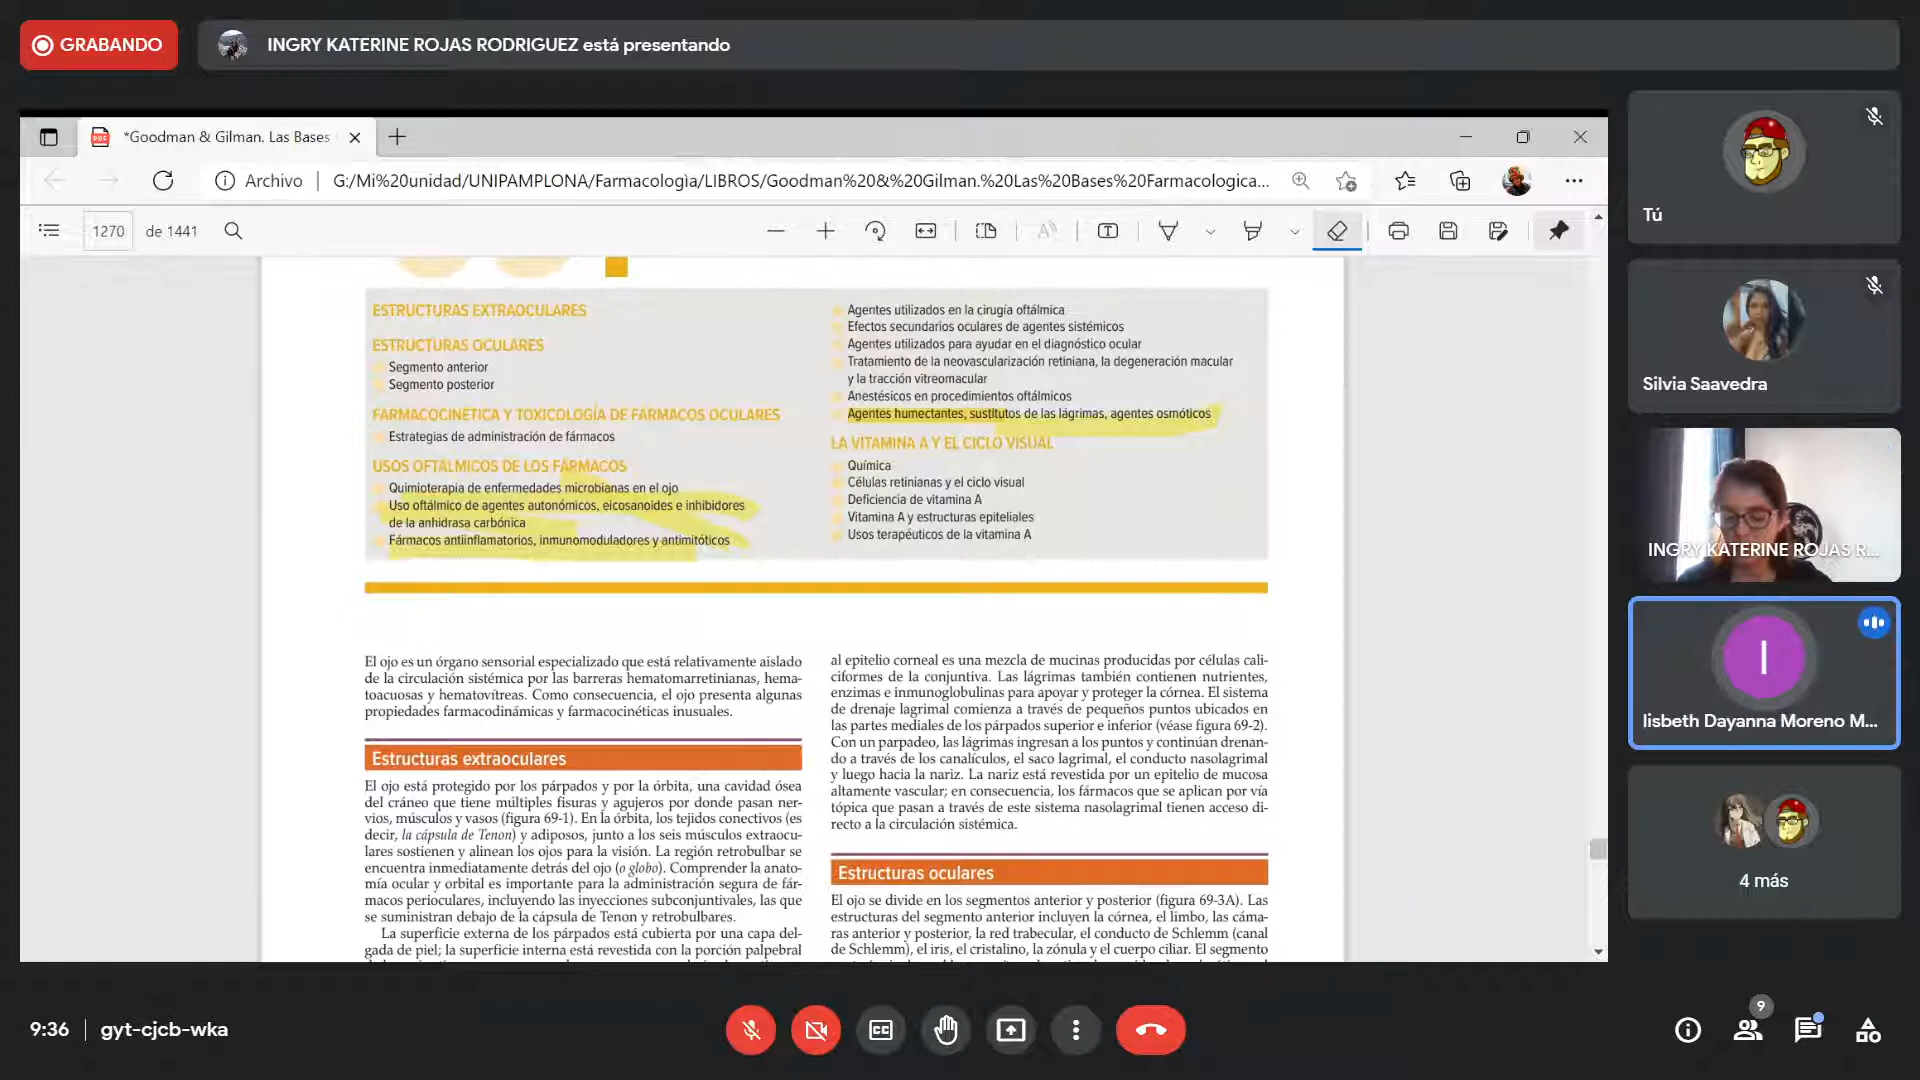 GRABANDO
INGRY KATERINE ROJAS RODRIGUEZ está presentando
*Goodman & Gilman. Las Bases
Archivo
G:/Mi%20unidad/UNIPAMPLONA/Farmacologìa/LIBROS/Goodman%20&%20Gilman.%20Las%20Bases%20Farmacologica...
1270 de 1441
ESTRUCTURAS EXTRAOCULARES
ESTRUCTURAS OCULARES
Segmento anterior
Segmento posterior
FARMACOCINÉTICA Y TOXICOLOGÍA DE FÁRMACOS OCULARES
Estrategias de administración de fármacos
USOS OFTÁLMICOS DE LOS FÁRMACOS
Quimioterapia de enfermedades microbianas en el ojo
Uso oftálmico de agentes autonómicos, eicosanoides e inhibidores
de la anhidrasa carbónica
Fármacos antiinflamatorios, inmunomoduladores y antimitóticos
Agentes utilizados en la cirugía oftálmica
Efectos secundarios oculares de agentes sistémicos
Agentes utilizados para ayudar en el diagnóstico ocular
Tratamiento de la neovascularización retiniana, la degeneración macular
y la tracción vitreomacular
Anestésicos en procedimientos oftálmicos
Agentes humectantes, sustitutos de las lágrimas, agentes osmóticos
LA VITAMINA A Y EL CICLO VISUAL
Química
Células retinianas y el ciclo visual
Deficiencia de vitamina A
Vitamina A y estructuras epiteliales
Usos terapéuticos de la vitamina A
El ojo es un órgano sensorial especializado que está relativamente aislado
de la circulación sistémica por las barreras hematomarretinianas, hema-
toacuosas y hematovítreas. Como consecuencia, el ojo presenta algunas
propiedades farmacodinámicas y farmacocinéticas inusuales.
Estructuras extraoculares
El ojo está protegido por los párpados y por la órbita, una cavidad ósea
del cráneo que tiene múltiples fisuras y agujeros por donde pasan ner-
vios, músculos y vasos (figura 69-1). En la órbita, los tejidos conectivos (es
decir, la cápsula de Tenon) y adiposos, junto a los seis músculos extraocu-
lares sostienen y alinean los ojos para la visión. La región retrobulbar se
encuentra inmediatamente detrás del ojo (o globo). Comprender la anato-
mía ocular y orbital es importante para la administración segura de fár-
macos perioculares, incluyendo las inyecciones subconjuntivales, las que
se suministran debajo de la cápsula de Tenon y retrobulbares.
La superficie externa de los párpados está cubierta por una capa del-
gada de piel; la superficie interna está revestida con la porción palpebral
al epitelio corneal es una mezcla de mucinas producidas por células cali-
ciformes de la conjuntiva. Las lágrimas también contienen nutrientes,
enzimas e inmunoglobulinas para apoyar y proteger la córnea. El sistema
de drenaje lagrimal comienza a través de pequeños puntos ubicados en
las partes mediales de los párpados superior e inferior (véase figura 69-2).
Con un parpadeo, las lágrimas ingresan a los puntos y continúan drenan-
do a través de los canalículos, el saco lagrimal, el conducto nasolagrimal
y luego hacia la nariz. La nariz está revestida por un epitelio de mucosa
altamente vascular; en consecuencia, los fármacos que se aplican por vía
tópica que pasan a través de este sistema nasolagrimal tienen acceso di-
recto a la circulación sistémica.
Estructuras oculares
El ojo se divide en los segmentos anterior y posterior (figura 69-3A). Las
estructuras del segmento anterior incluyen la córnea, el limbo, las cáma-
ras anterior y posterior, la red trabecular, el conducto de Schlemm (canal
de Schlemm), el iris, el cristalino, la zónula y el cuerpo ciliar. El segmento
Tú
Silvia Saavedra
INGRY KATERINE ROJAS R...
I
lisbeth Dayanna Moreno M...
4 más
9:36
gyt-cjcb-wka
9